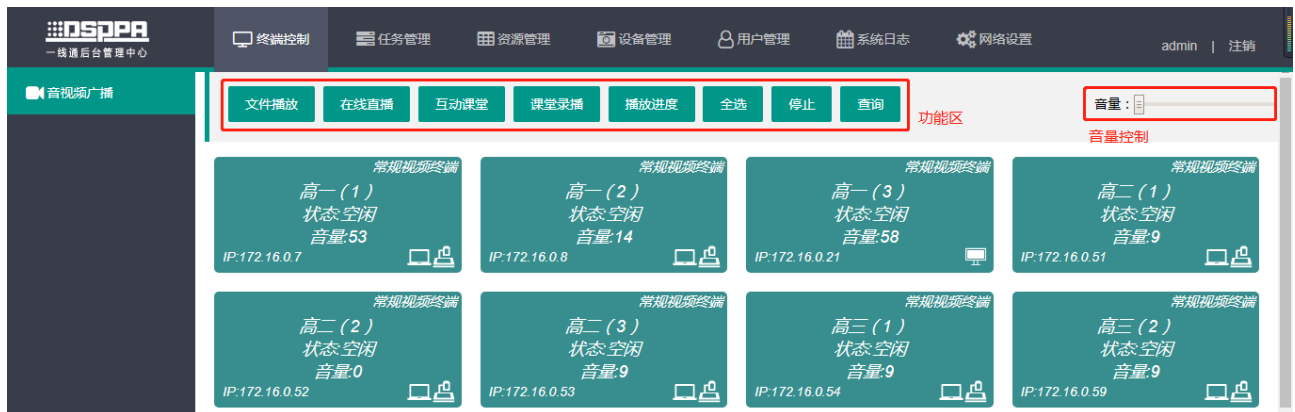 DSPPA
一线通后台管理中心
终端控制 任务管理 资源管理 设备管理 用户管理 系统日志 网络设置 admin | 注销
音视频广播
文件播放 在线直播 互动课堂 课堂录播 播放进度 全选 停止 查询 功能区 音量：
音量控制
常规视频终端 常规视频终端 常规视频终端 常规视频终端
高一（1） 高一（2） 高一（3） 高二（1）
状态:空闲 状态:空闲 状态:空闲 状态:空闲
音量:53 音量:14 音量:58 音量:9
IP:172.16.0.7 IP:172.16.0.8 IP:172.16.0.21 IP:172.16.0.51
常规视频终端 常规视频终端 常规视频终端 常规视频终端
高二（2） 高二（3） 高三（1） 高三（2）
状态:空闲 状态:空闲 状态:空闲 状态:空闲
音量:0 音量:9 音量:9 音量:9
IP:172.16.0.52 IP:172.16.0.53 IP:172.16.0.54 IP:172.16.0.59